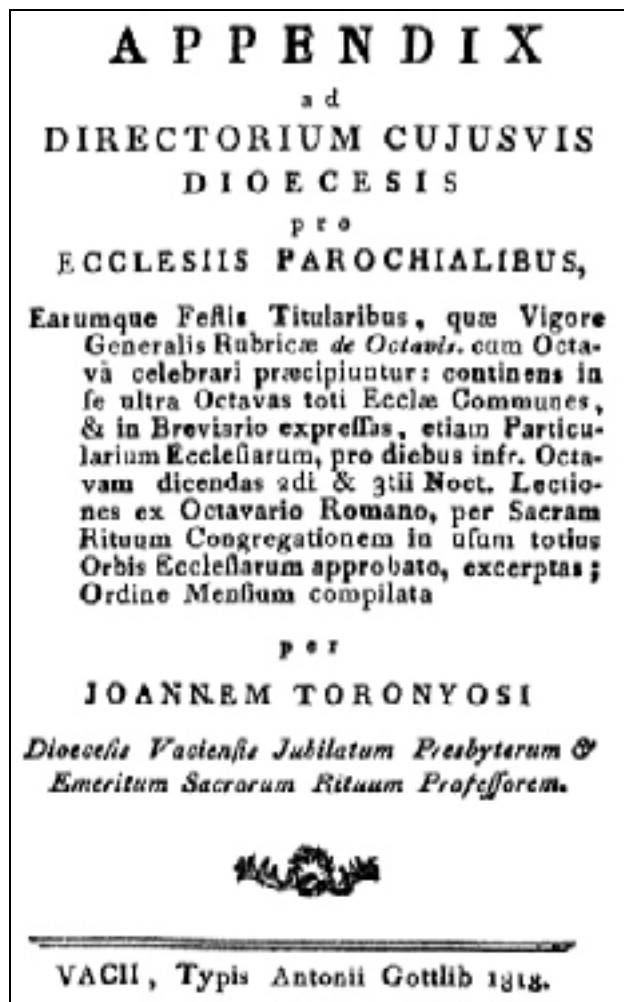 APPENDIX
ad
DIRECTORIUM CUJUSVIS
DIOECESIS
pro
ECCLESIIS PAROCHIALIBUS,
Earumque Feſtis Titularibus, quæ Vigore
Generalis Rubricæ de Octavis. cum Octa-
vâ celebrari præcipiuntur: continens in
ſe ultra Octavas toti Ecclæ Communes,
& in Breviario expreſſas, etiam Particu-
larium Eccleſiarum, pro diebus infr. Octa-
vam dicendas 2di & 3tii Noct. Lectio-
nes ex Octavario Romano, per Sacram
Rituum Congregationem in uſum totius
Orbis Eccleſiarum approbato, excerptas;
Ordine Menſium compilata
per
JOANNEM TORONYOSI
Dioeceſis Vacienſis Jubilatum Presbyterum &
Emeritum Sacrorum Rituum Profeſſorem.
VACII, Typis Antonii Gottlib 1818.